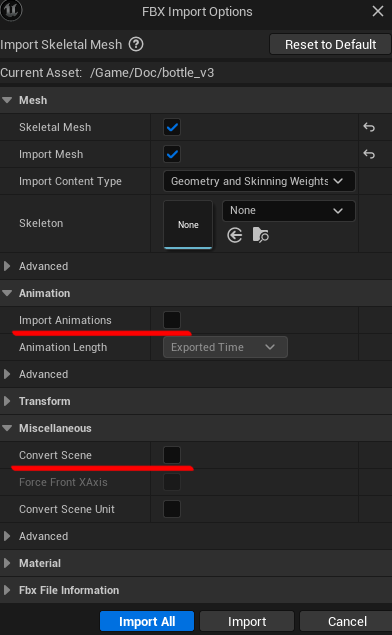 FBX Import Options
Import Skeletal Mesh ? Reset to Default
Current Asset: /Game/Doc/bottle_v3
Mesh
Skeletal Mesh
Import Mesh
Import Content Type Geometry and Skinning Weights
Skeleton None None
Advanced
Animation
Import Animations
Animation Length Exported Time
Advanced
Transform
Miscellaneous
Convert Scene
Force Front XAxis
Convert Scene Unit
Advanced
Material
Fbx File Information
Import All Import Cancel